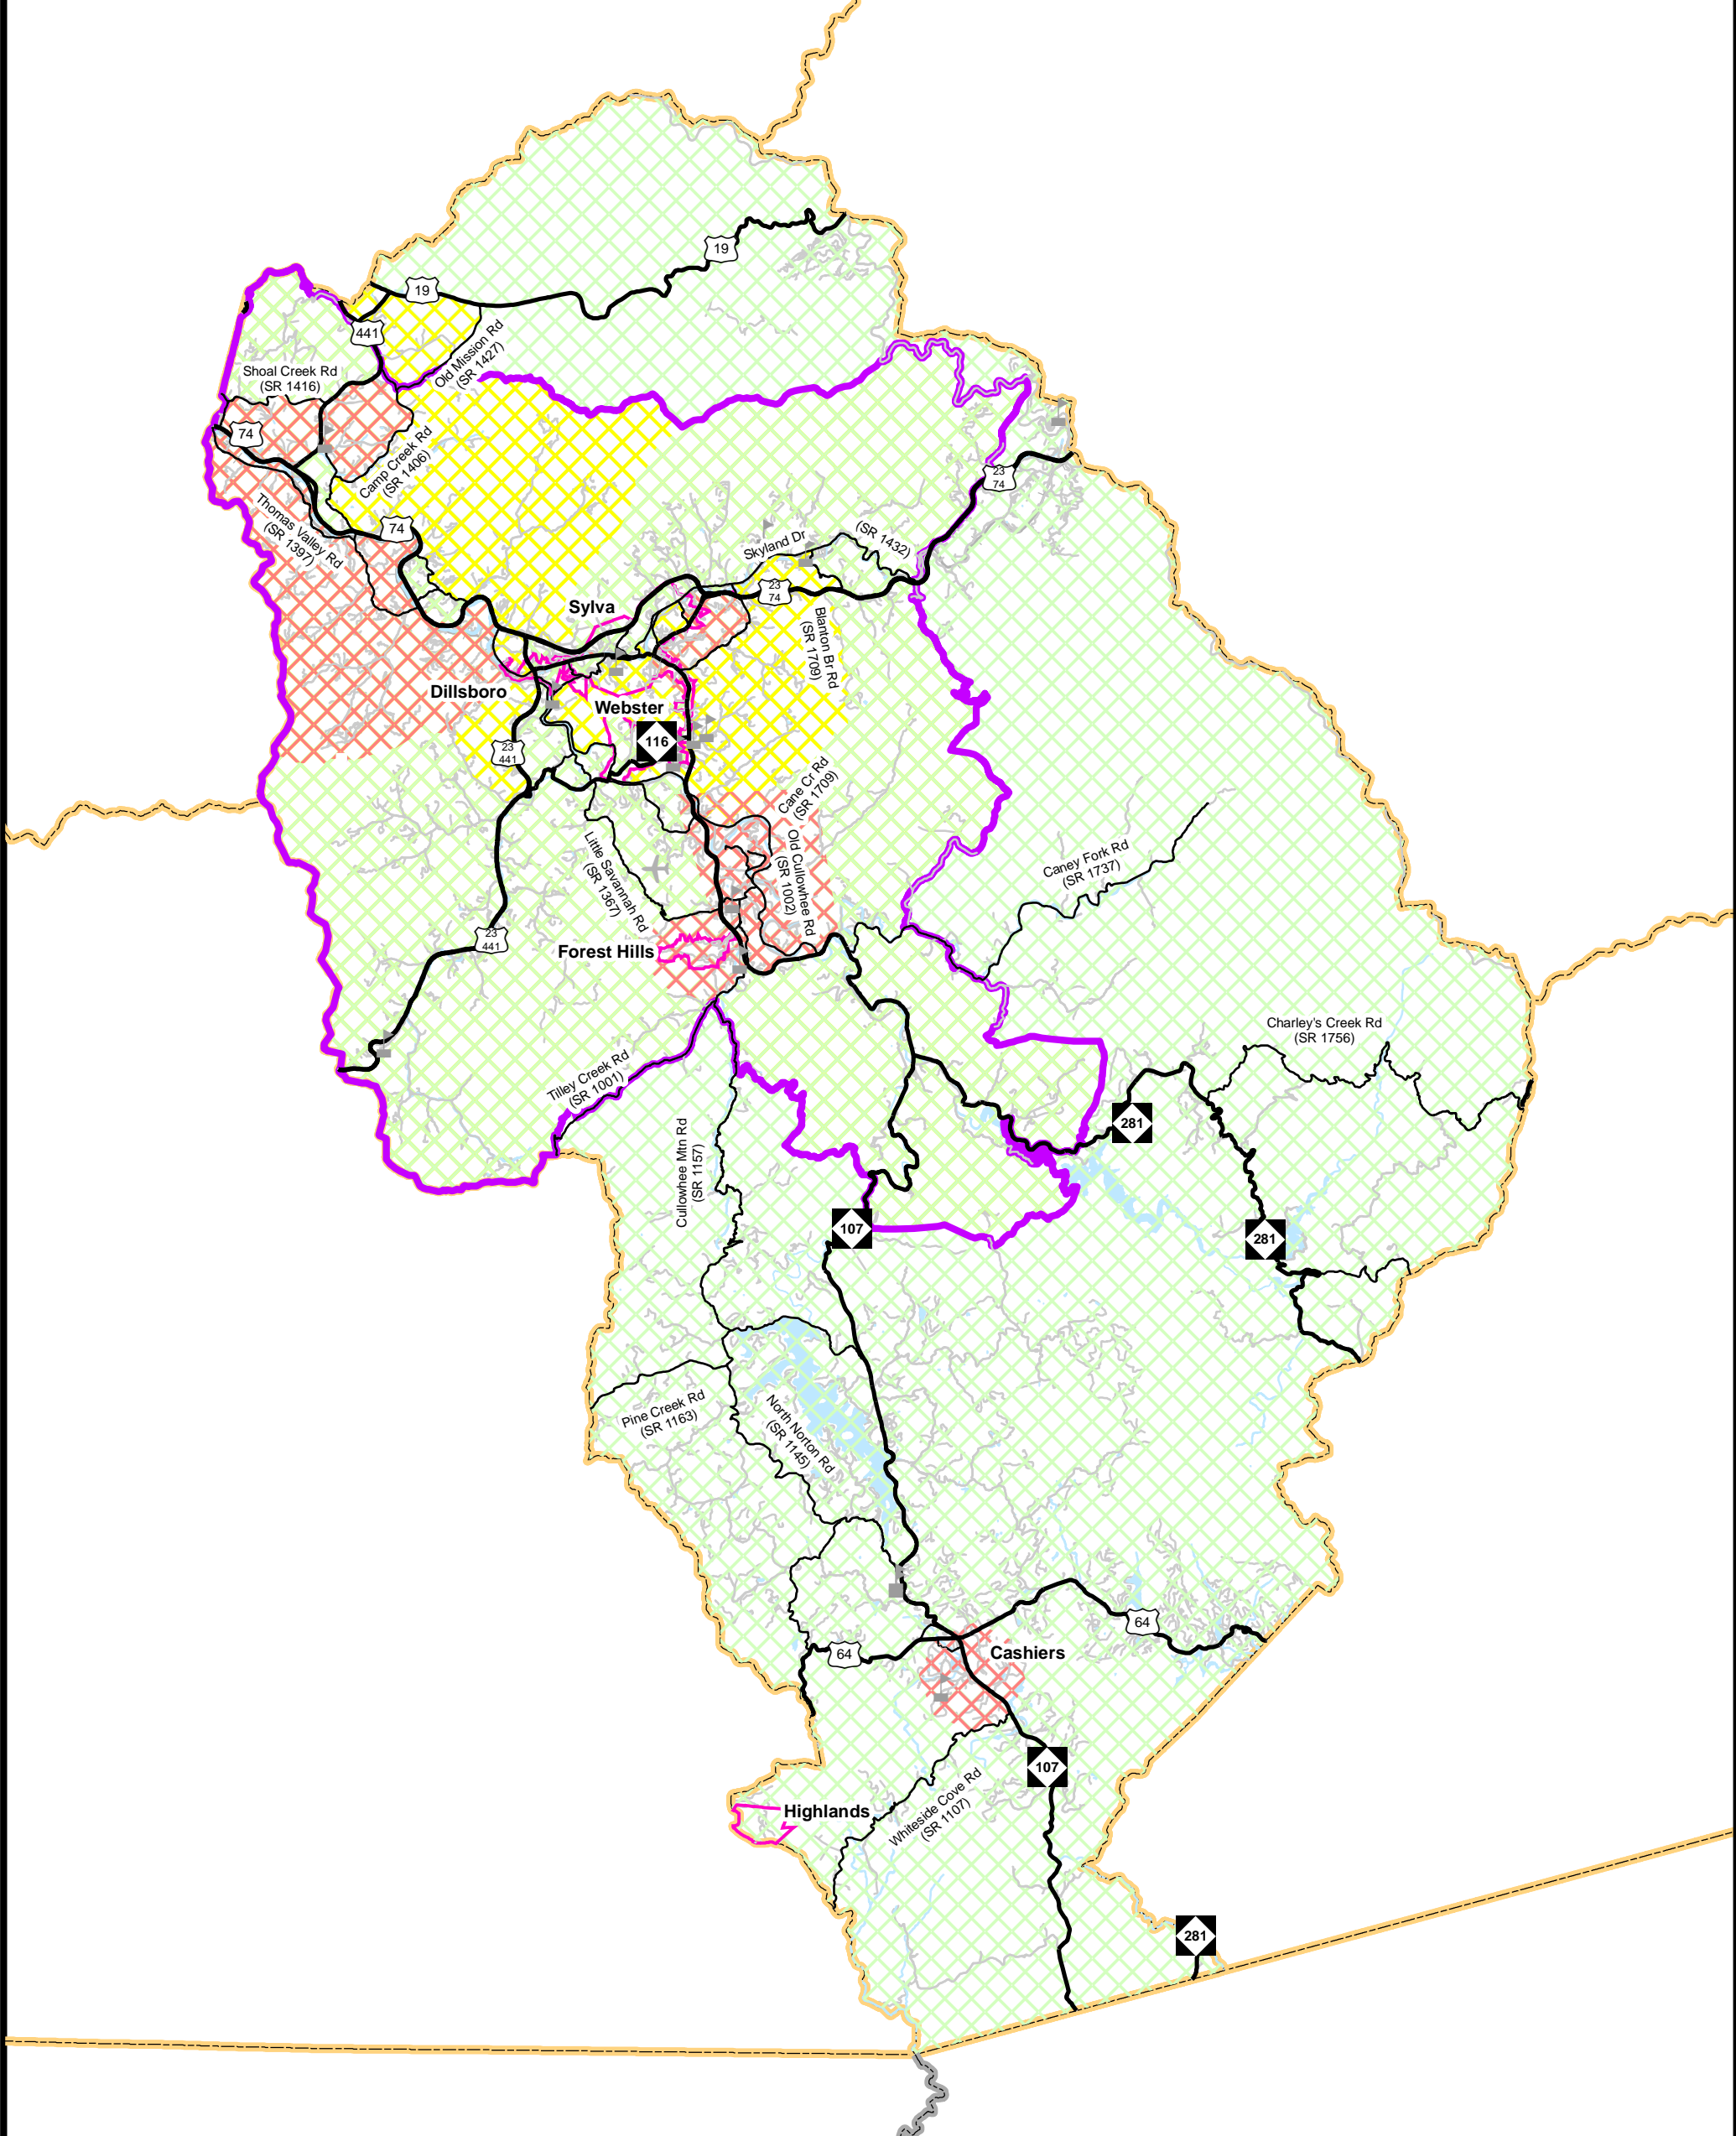 19
19
441
Old Mission Rd
(SR 1427)
Shoal Creek Rd
(SR 1416)
74
Camp Creek Rd
(SR 1406)
23
74
Thomas Valley Rd
(SR 1397)
74
Skyland Dr
(SR 1432)
23
74
Sylva
Blanton Br Rd
(SR 1709)
Dillsboro
Webster
116
23
441
Cane Cr Rd
(SR 1709)
Little Savannah Rd
(SR 1367)
Old Cullowhee Rd
(SR 1002)
Caney Fork Rd
(SR 1737)
23
441
Forest Hills
Charley's Creek Rd
(SR 1756)
Tilley Creek Rd
(SR 1001)
281
Cullowhee Mtn Rd
(SR 1157)
107
281
Pine Creek Rd
(SR 1163)
North Norton Rd
(SR 1145)
64
64
Cashiers
107
Highlands
Whiteside Cove Rd
(SR 1107)
281